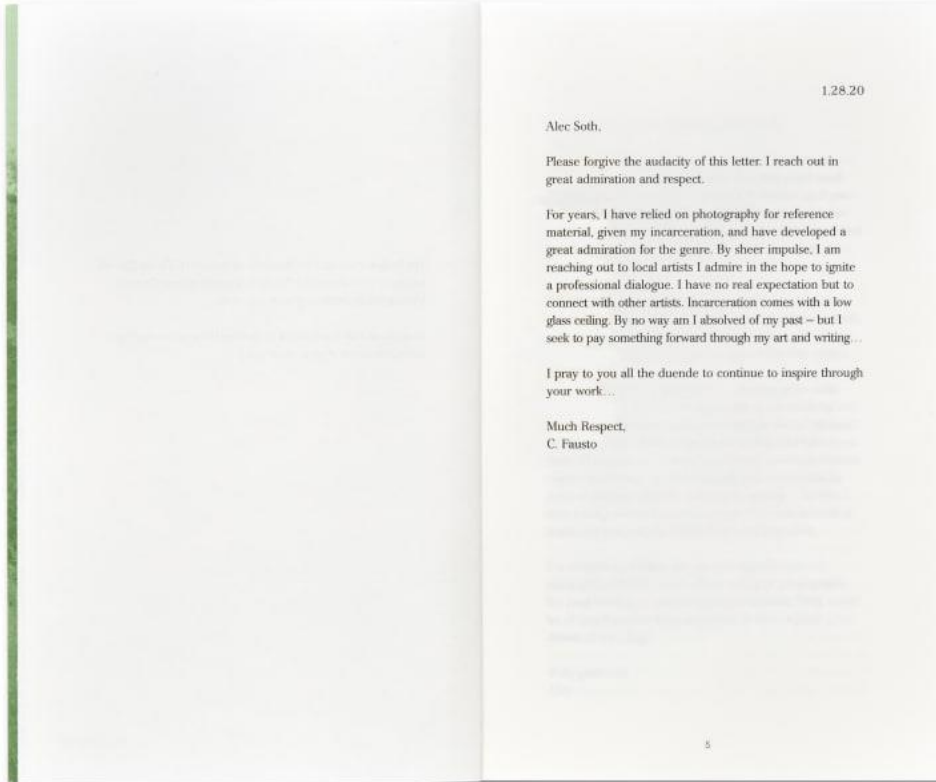 1.28.20
Alec Soth,
Please forgive the audacity of this letter. I reach out in
great admiration and respect.
For years, I have relied on photography for reference
material, given my incarceration, and have developed a
great admiration for the genre. By sheer impulse, I am
reaching out to local artists I admire in the hope to ignite
a professional dialogue. I have no real expectation but to
connect with other artists. Incarceration comes with a low
glass ceiling. By no way am I absolved of my past – but I
seek to pay something forward through my art and writing…
I pray to you all the duende to continue to inspire through
your work…
Much Respect,
C. Fausto
5